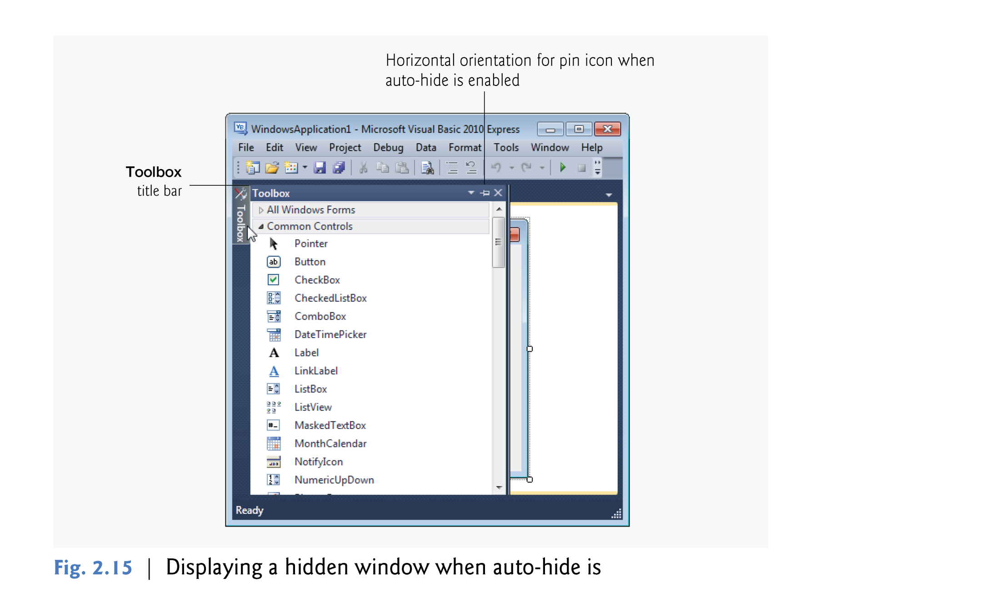 Horizontal orientation for pin icon when
auto-hide is enabled
WindowsApplication1 - Microsoft Visual Basic 2010 Express
File Edit View Project Debug Data Format Tools Window Help
Toolbox
title bar
Toolbox
Toolbox
All Windows Forms
Common Controls
Pointer
ab Button
CheckBox
CheckedListBox
ComboBox
DateTimePicker
A Label
A LinkLabel
ListBox
ListView
#_ MaskedTextBox
MonthCalendar
NotifyIcon
1 2 NumericUpDown
Ready
Fig. 2.15 | Displaying a hidden window when auto-hide is